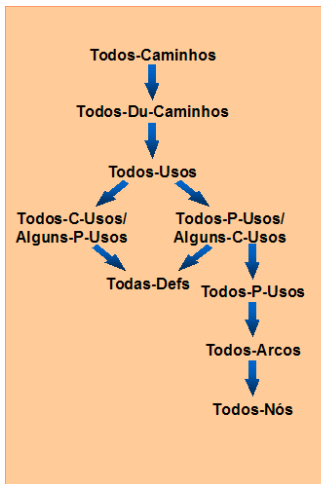 Todos-Caminhos
Todos-Du-Caminhos
Todos-Usos
Todos-C-Usos/
Alguns-P-Usos
Todos-P-Usos/
Alguns-C-Usos
Todas-Defs
Todos-P-Usos
Todos-Arcos
Todos-Nós